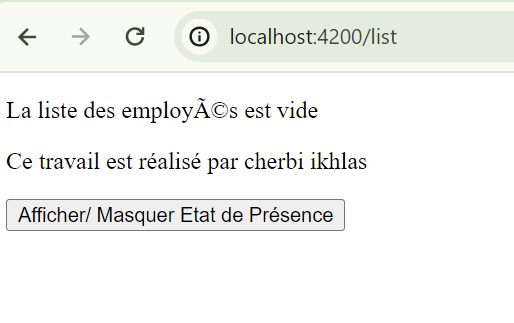 localhost:4200/list
La liste des employÃ©s est vide
Ce travail est réalisé par cherbi ikhlas
Afficher/ Masquer Etat de Présence